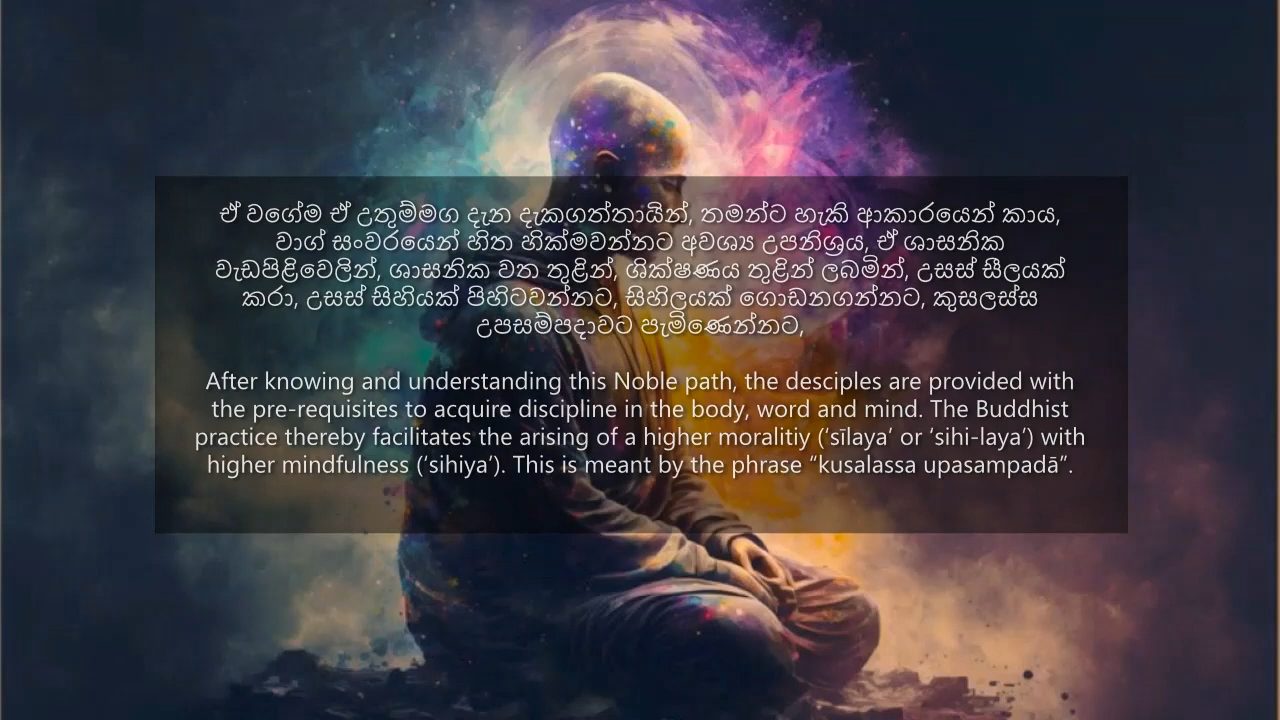 ඒ වගේම ඒ උතුම්මග දැන දැකගත්තායින්, තමන්ට හැකි ආකාරයෙන් කාය,
වාග් සංවරයෙන් හිත හික්මවන්නට අවශ්‍ය උපනිශ්‍රය, ඒ ශාසනික
වැඩපිළිවෙලින්, ශාසනික වත තුළින්, ශික්ෂණය තුළින් ලබමින්, උසස් සීලයක්
කරා, උසස් සිහියක් පිහිටවන්නට, සිහිලයක් ගොඩනගන්නට, කුසලස්ස
උපසම්පදාවට පැමිණෙන්නට,
After knowing and understanding this Noble path, the desciples are provided with
the pre-requisites to acquire discipline in the body, word and mind. The Buddhist
practice thereby facilitates the arising of a higher moralitiy (‘sīlaya’ or ‘sihi-laya’) with
higher mindfulness (‘sihiya’). This is meant by the phrase “kusalassa upasampadā”.